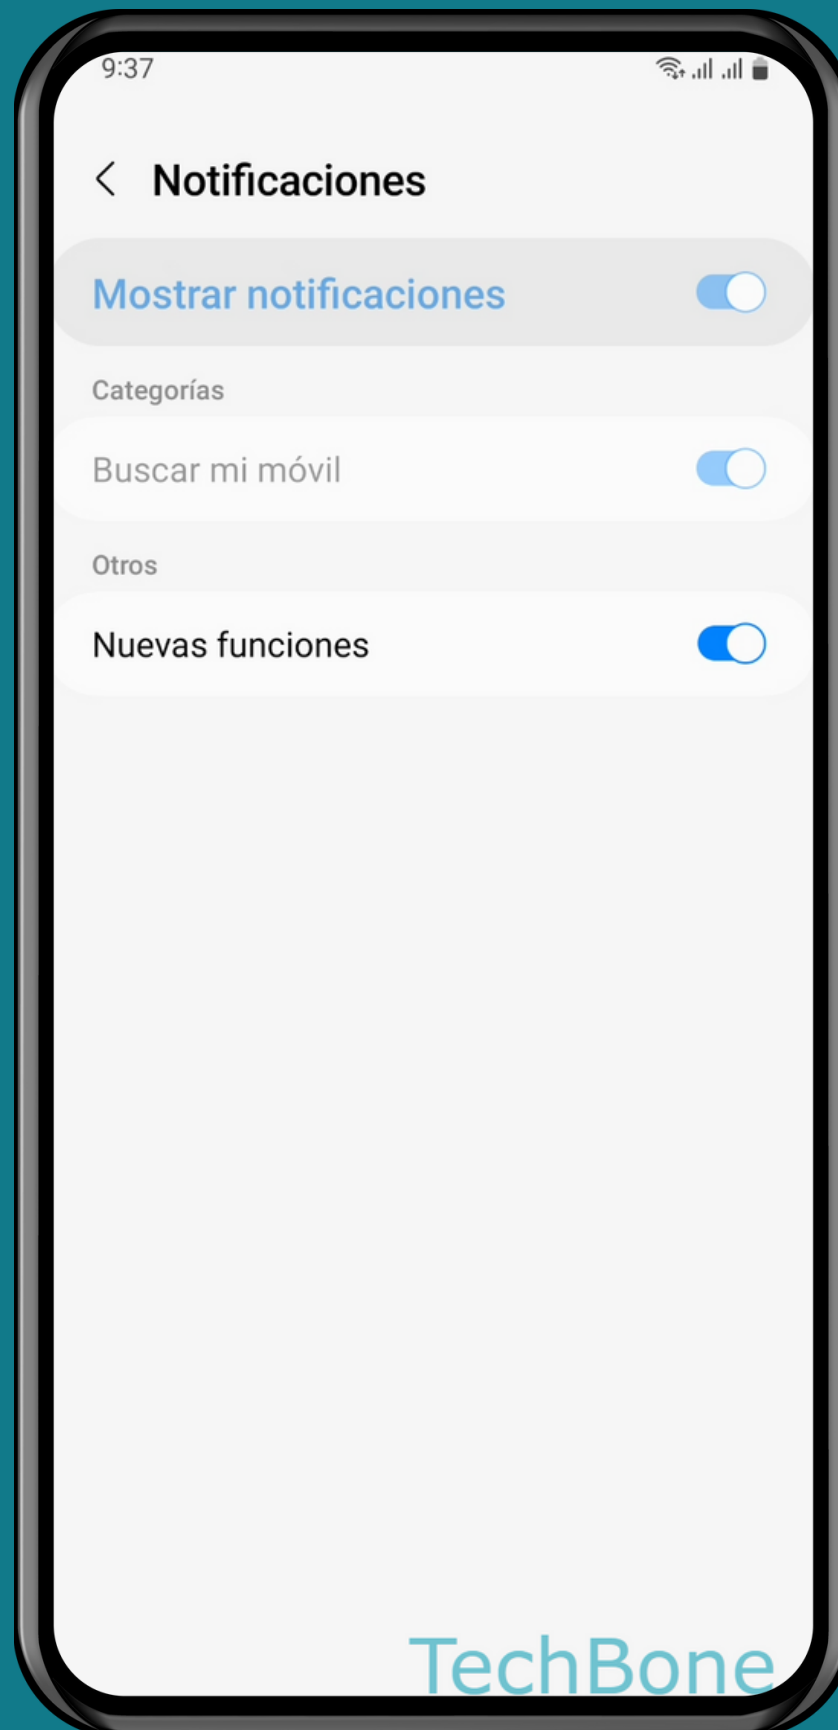 9:37
Notificaciones
Mostrar notificaciones
Categorías
Buscar mi móvil
Otros
Nuevas funciones
TechBone